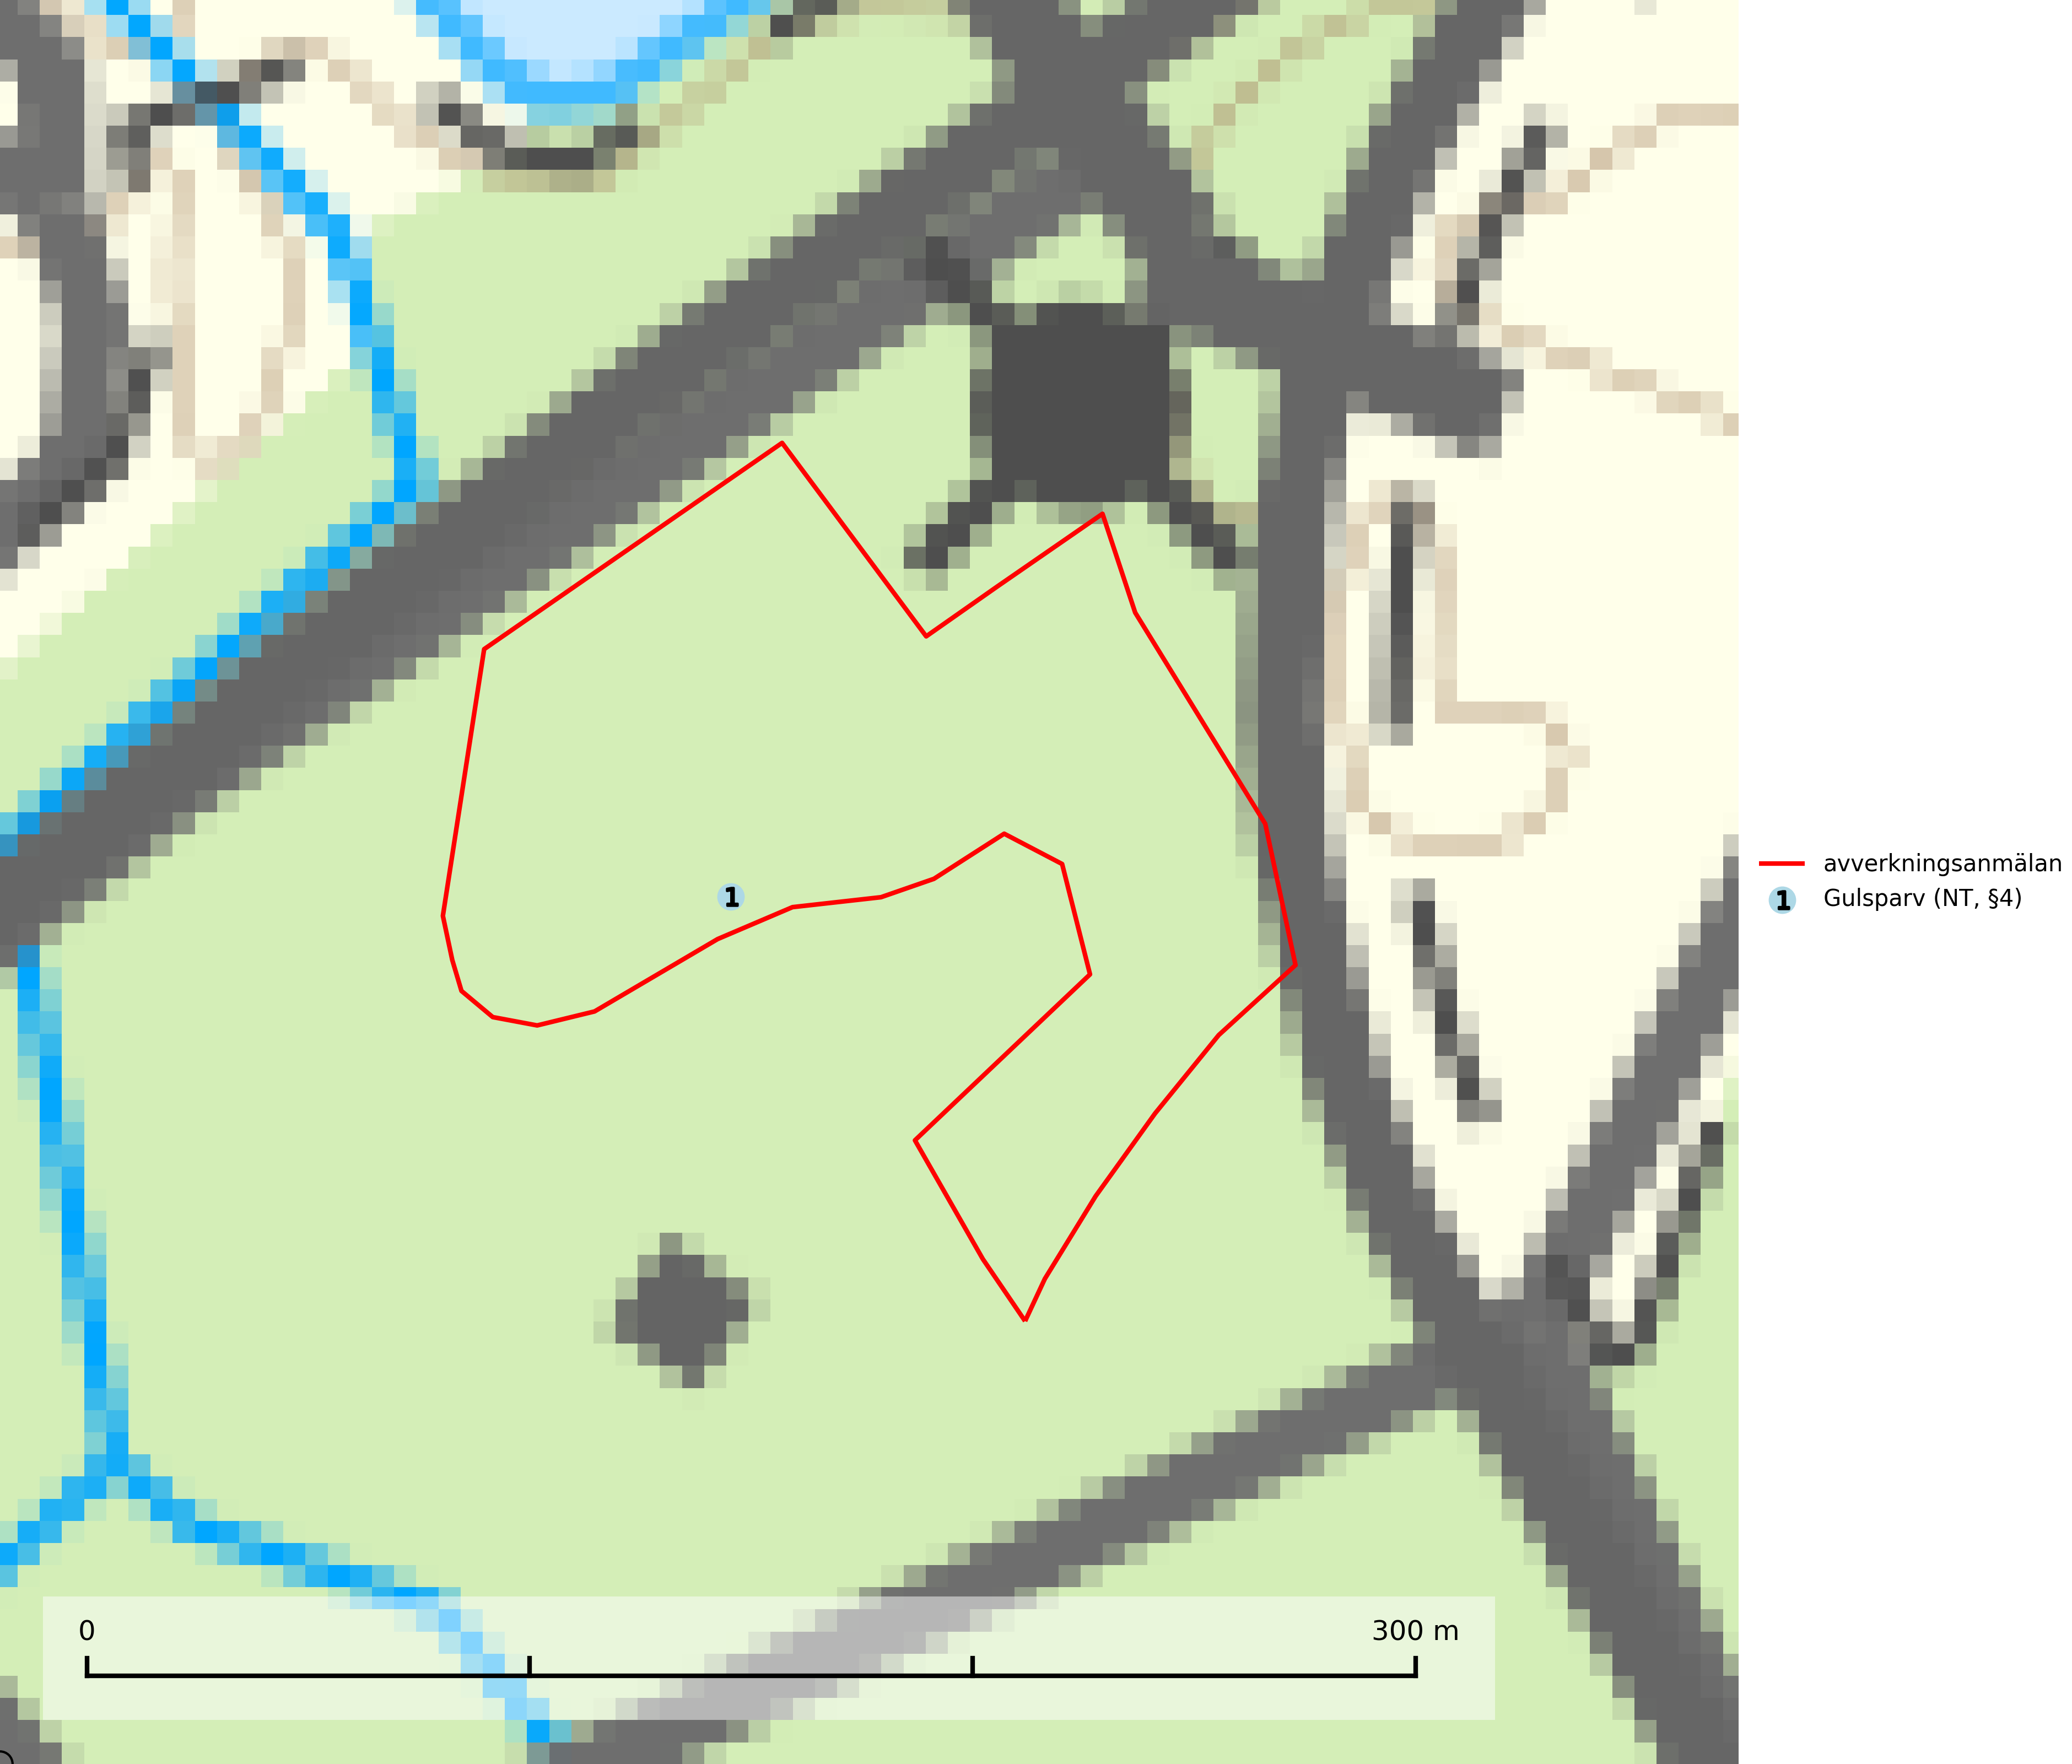 1
avverkningsanmälan
1 Gulsparv (NT, §4)
0 300 m